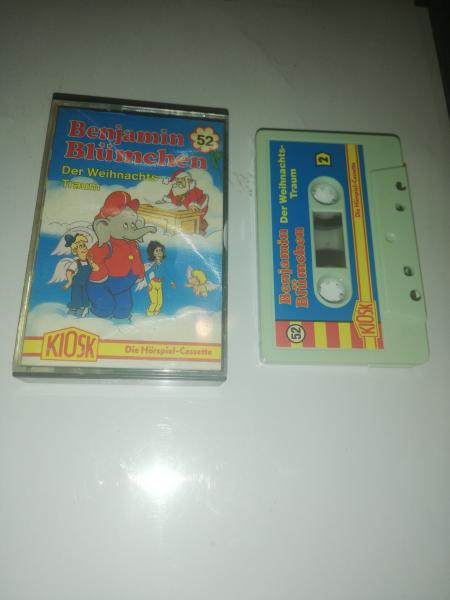 Benjamin
Blümchen
52
Der Weihnachts-
Traum
KIOSK
Die Hörspiel-Cassette
52
Benjamin
Blümchen
Der Weihnachts-
Traum
2
KIOSK
Die Hörspiel-Cassette